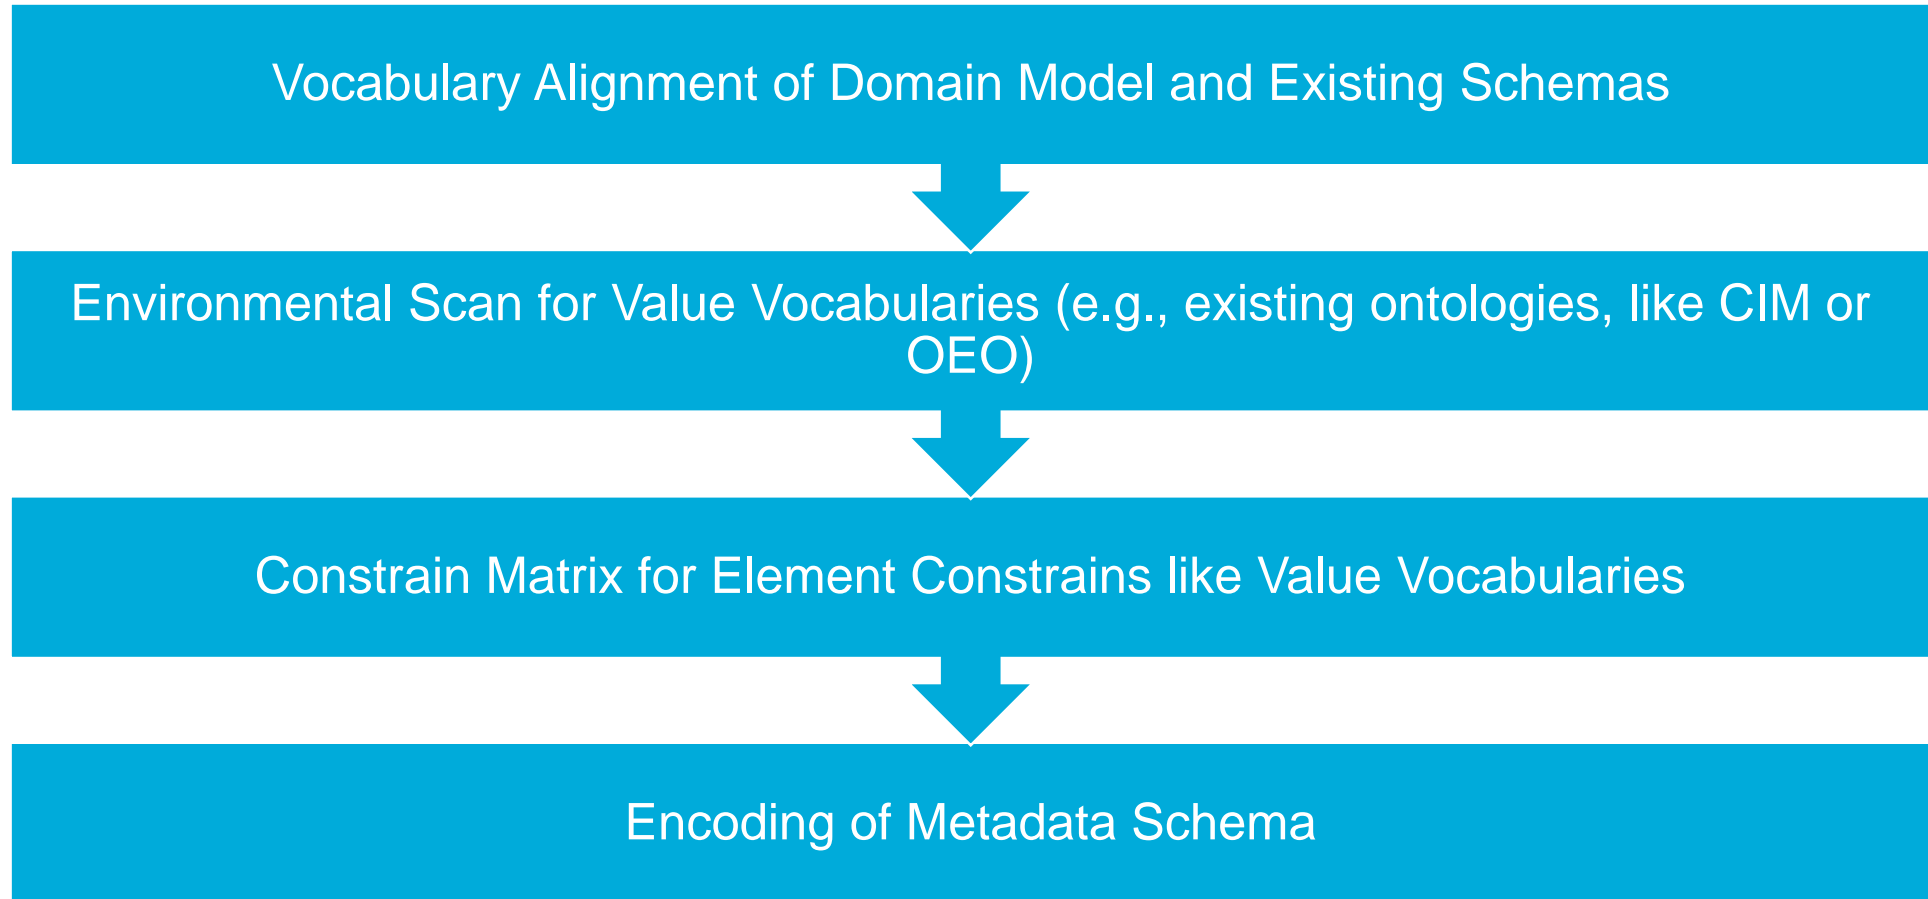 Vocabulary Alignment of Domain Model and Existing Schemas
Environmental Scan for Value Vocabularies (e.g., existing ontologies, like CIM or
OEO)
Constrain Matrix for Element Constrains like Value Vocabularies
Encoding of Metadata Schema